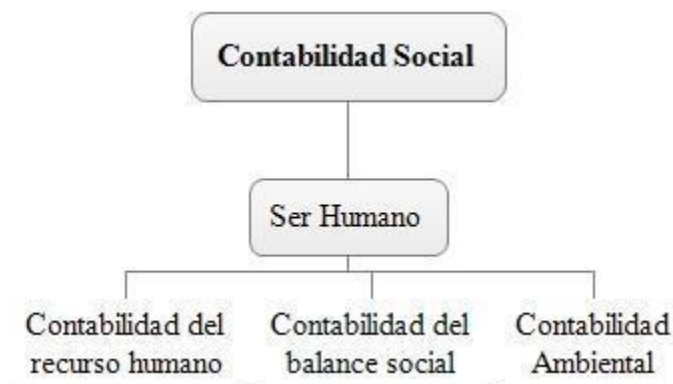 Contabilidad Social
Ser Humano
Contabilidad del
recurso humano
Contabilidad del
balance social
Contabilidad
Ambiental